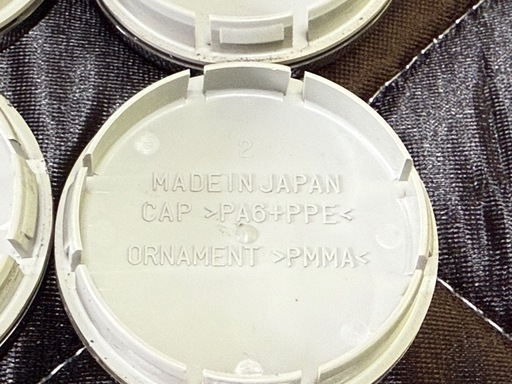 2
MADE IN JAPAN
CAP >PA6+PPE<
ORNAMENT >PMMA<